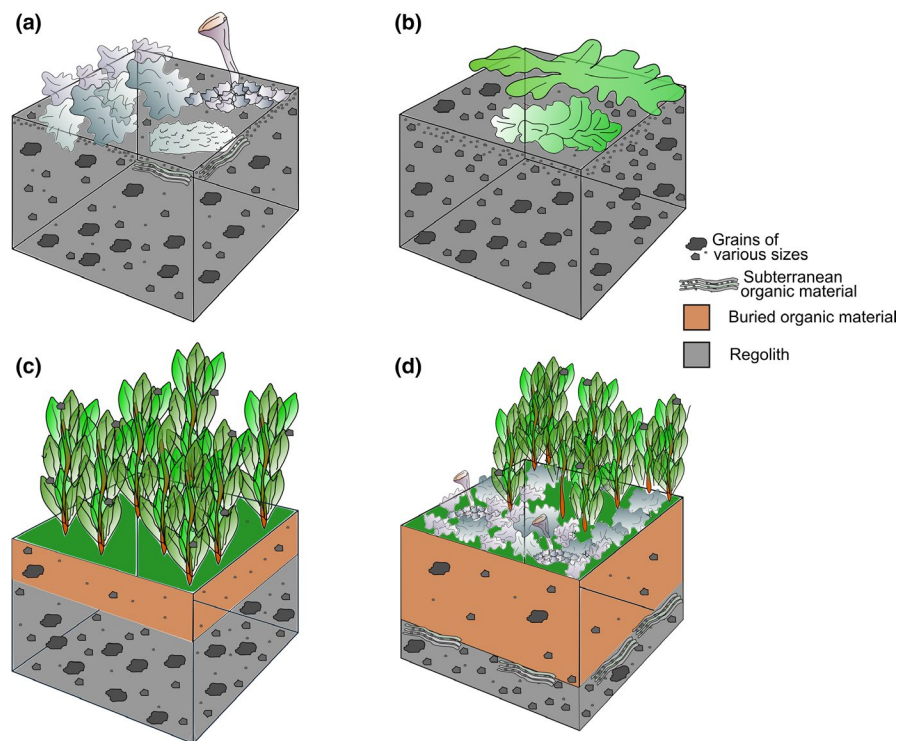 (a)
(b)
Grains of
various sizes
Subterranean
organic material
Buried organic material
Regolith
(c)
(d)